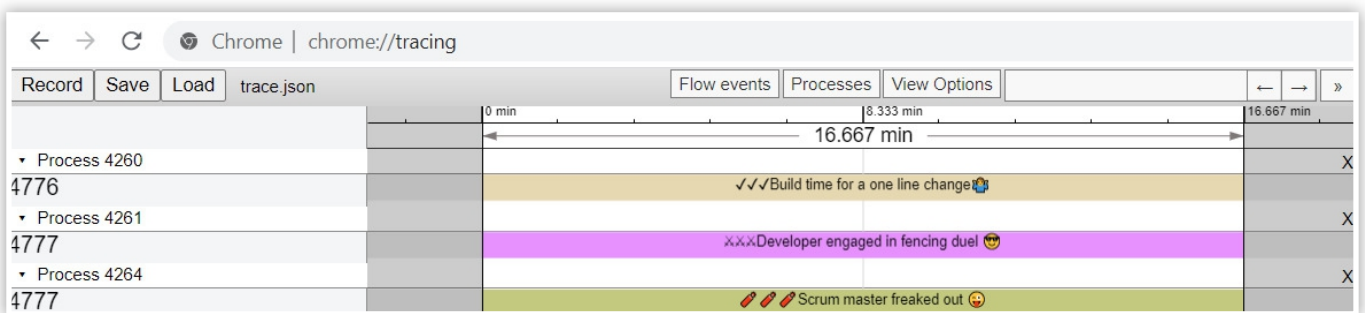 Chrome | chrome://tracing
Record Save Load trace.json Flow events Processes View Options ← → »
0 min 8.333 min 16.667 min
16.667 min
Process 4260 X
4776 ✓✓✓Build time for a one line change🤷
Process 4261 X
4777 ⚔⚔⚔Developer engaged in fencing duel 😎
Process 4264 X
4777 🧨🧨🧨Scrum master freaked out 😜